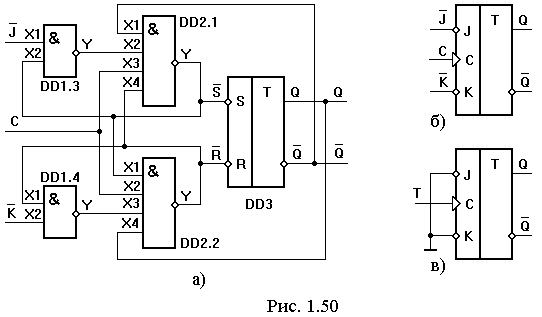 J̅ X1 & Y
X2
DD1.3
X1 & DD2.1
X2
X3 Y
X4
C
S̅ S T Q Q
R̅ R Q̅ Q̅
DD3
DD1.4
X1 &
K̅ X2 Y
X1 &
X2
X3 Y
X4
DD2.2
а)
J̅ J T Q
C C
K̅ K Q̅
б)
J T Q
T C
K Q̅
в)
Рис. 1.50